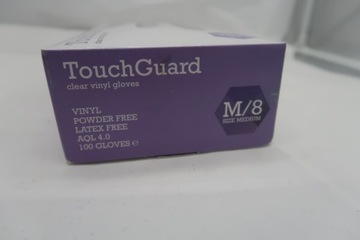 TouchGuard
clear vinyl gloves
VINYL
POWDER FREE
LATEX FREE
AQL 4.0
100 GLOVES ℮
M/8
SIZE MEDIUM